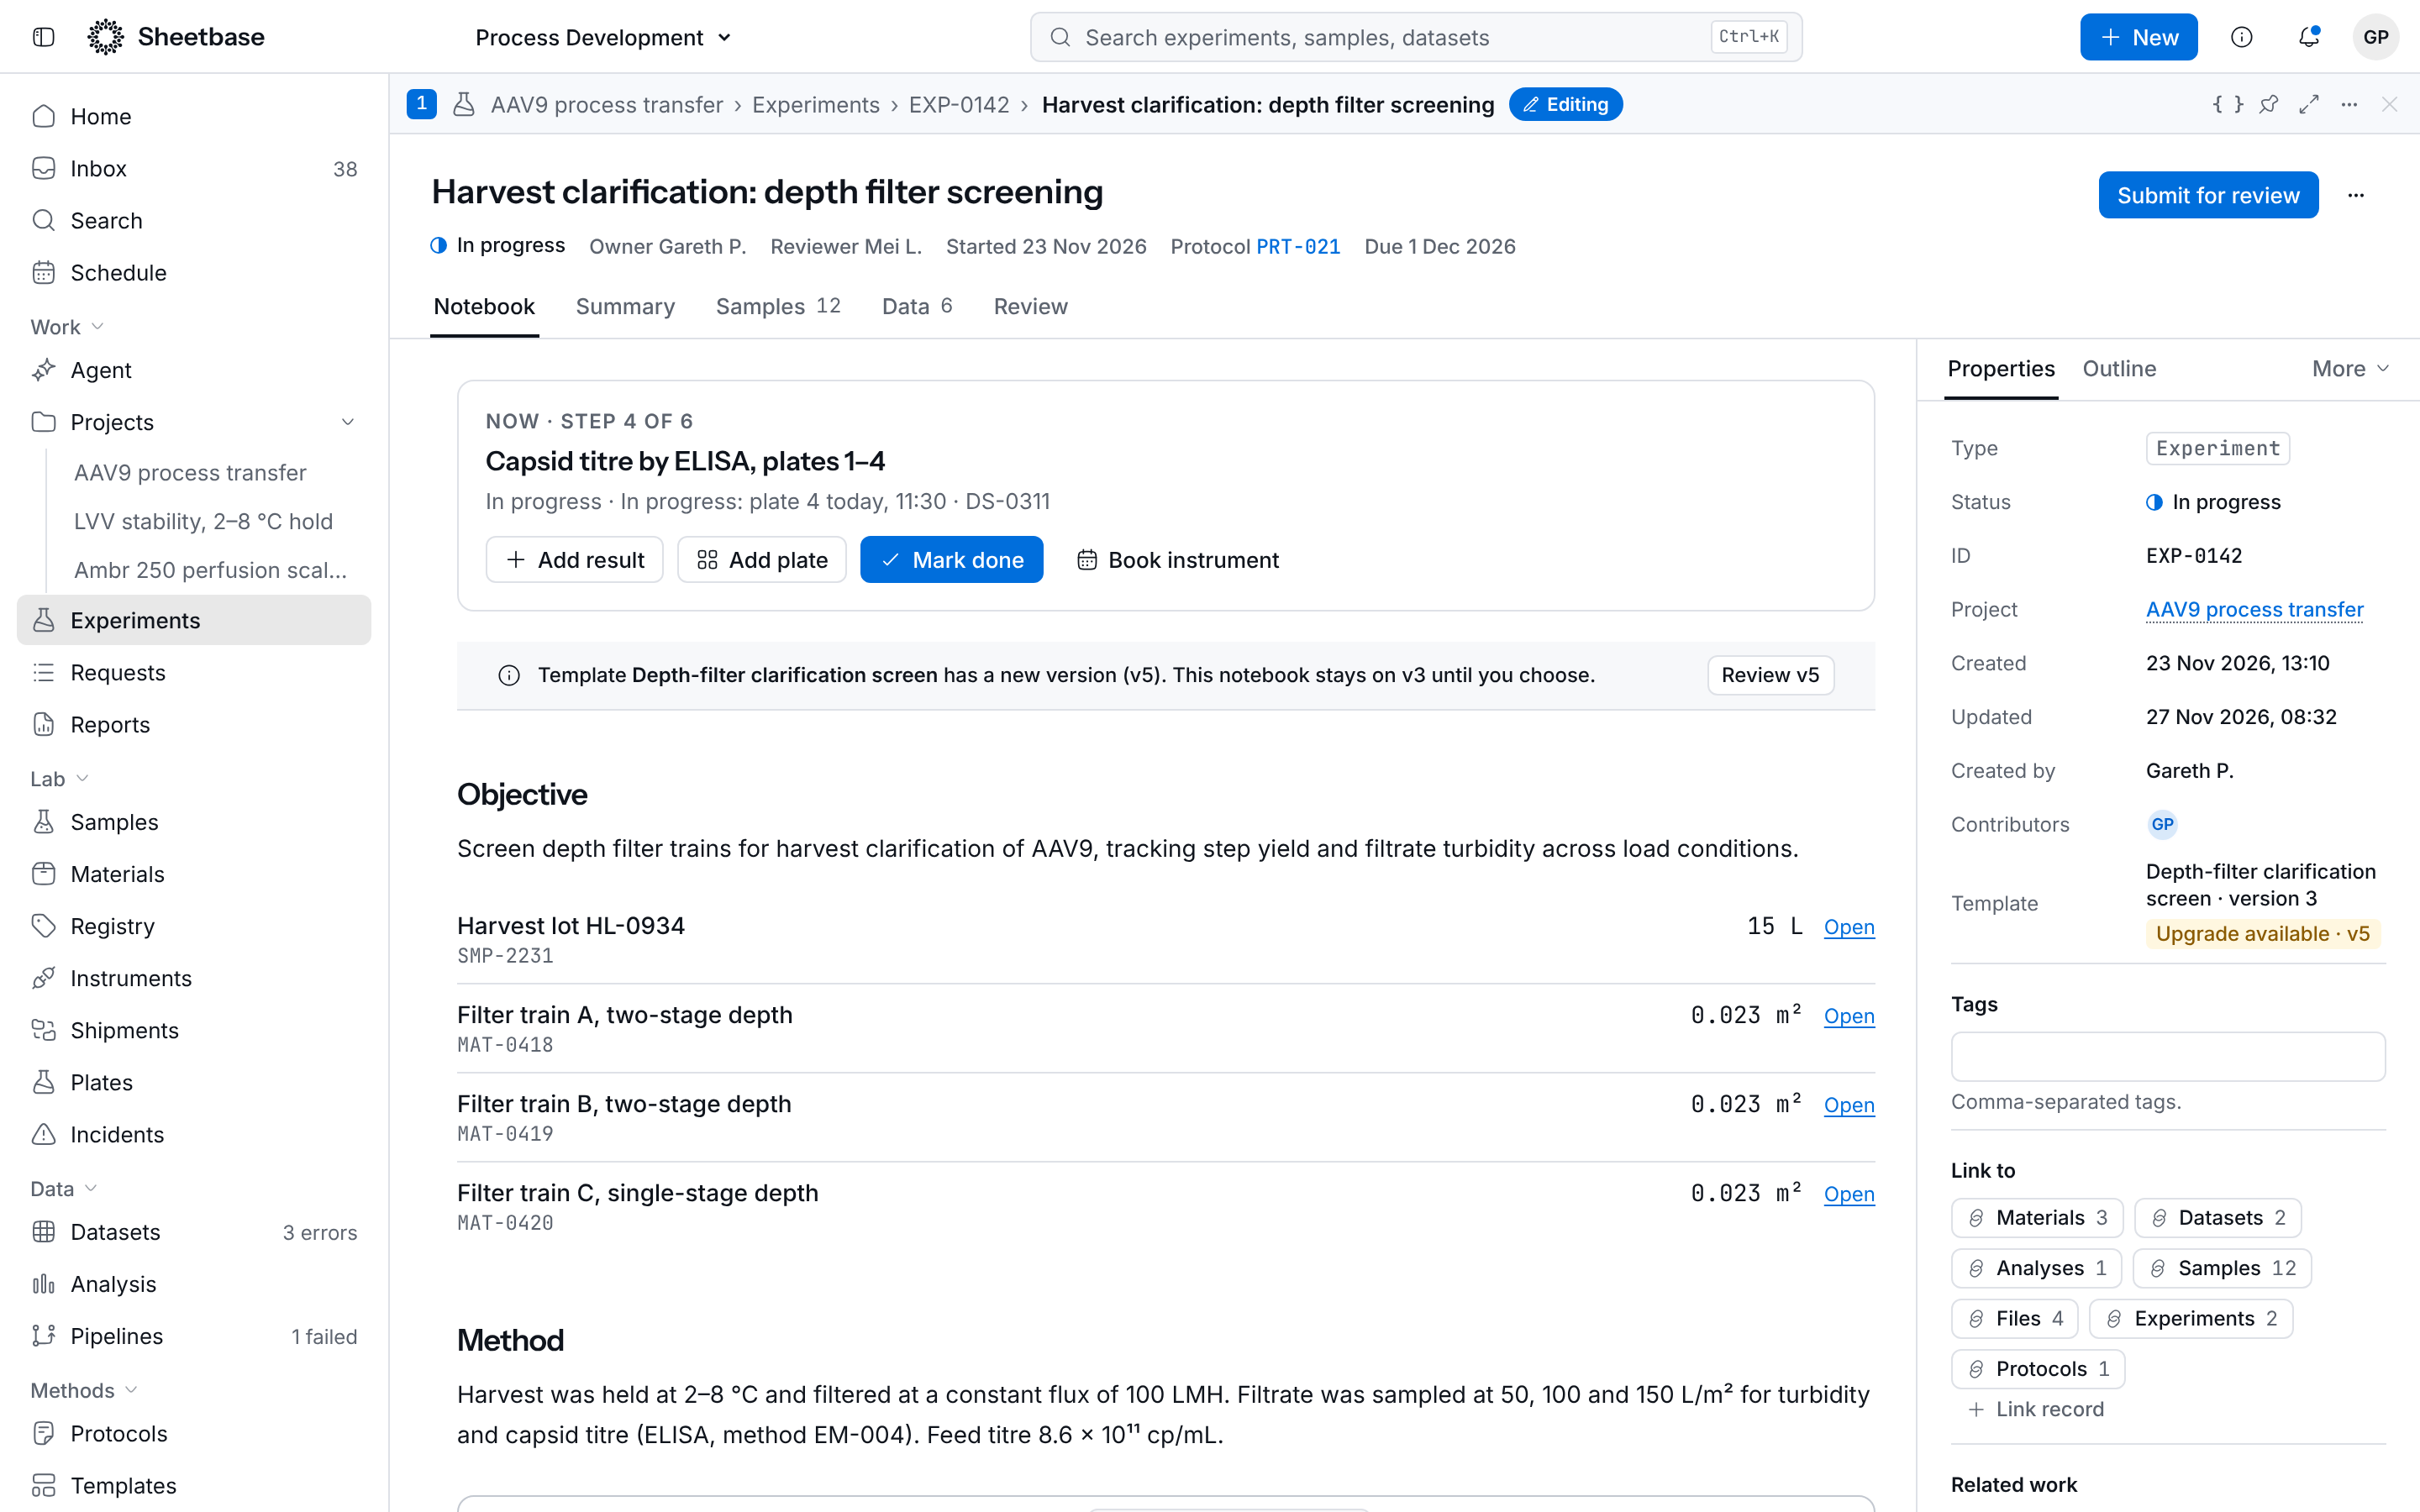 Sheetbase
Process Development
Search experiments, samples, datasets
Ctrl+K
New
GP
Home
Inbox 38
Search
Schedule
Work
Agent
Projects
AAV9 process transfer
LVV stability, 2–8 °C hold
Ambr 250 perfusion scal...
Experiments
Requests
Reports
Lab
Samples
Materials
Registry
Instruments
Shipments
Plates
Incidents
Data
Datasets 3 errors
Analysis
Pipelines 1 failed
Methods
Protocols
Templates
1 AAV9 process transfer › Experiments › EXP-0142 › Harvest clarification: depth filter screening Editing
Harvest clarification: depth filter screening
Submit for review
In progress Owner Gareth P. Reviewer Mei L. Started 23 Nov 2026 Protocol PRT-021 Due 1 Dec 2026
Notebook Summary Samples 12 Data 6 Review
NOW · STEP 4 OF 6
Capsid titre by ELISA, plates 1–4
In progress · In progress: plate 4 today, 11:30 · DS-0311
Add result Add plate Mark done Book instrument
Template Depth-filter clarification screen has a new version (v5). This notebook stays on v3 until you choose. Review v5
Objective
Screen depth filter trains for harvest clarification of AAV9, tracking step yield and filtrate turbidity across load conditions.
Harvest lot HL-0934 15 L Open
SMP-2231
Filter train A, two-stage depth 0.023 m² Open
MAT-0418
Filter train B, two-stage depth 0.023 m² Open
MAT-0419
Filter train C, single-stage depth 0.023 m² Open
MAT-0420
Method
Harvest was held at 2–8 °C and filtered at a constant flux of 100 LMH. Filtrate was sampled at 50, 100 and 150 L/m² for turbidity
and capsid titre (ELISA, method EM-004). Feed titre 8.6 × 10¹¹ cp/mL.
Properties Outline More
Type Experiment
Status In progress
ID EXP-0142
Project AAV9 process transfer
Created 23 Nov 2026, 13:10
Updated 27 Nov 2026, 08:32
Created by Gareth P.
Contributors GP
Template Depth-filter clarification
screen · version 3
Upgrade available · v5
Tags
Comma-separated tags.
Link to
Materials 3 Datasets 2
Analyses 1 Samples 12
Files 4 Experiments 2
Protocols 1
Link record
Related work